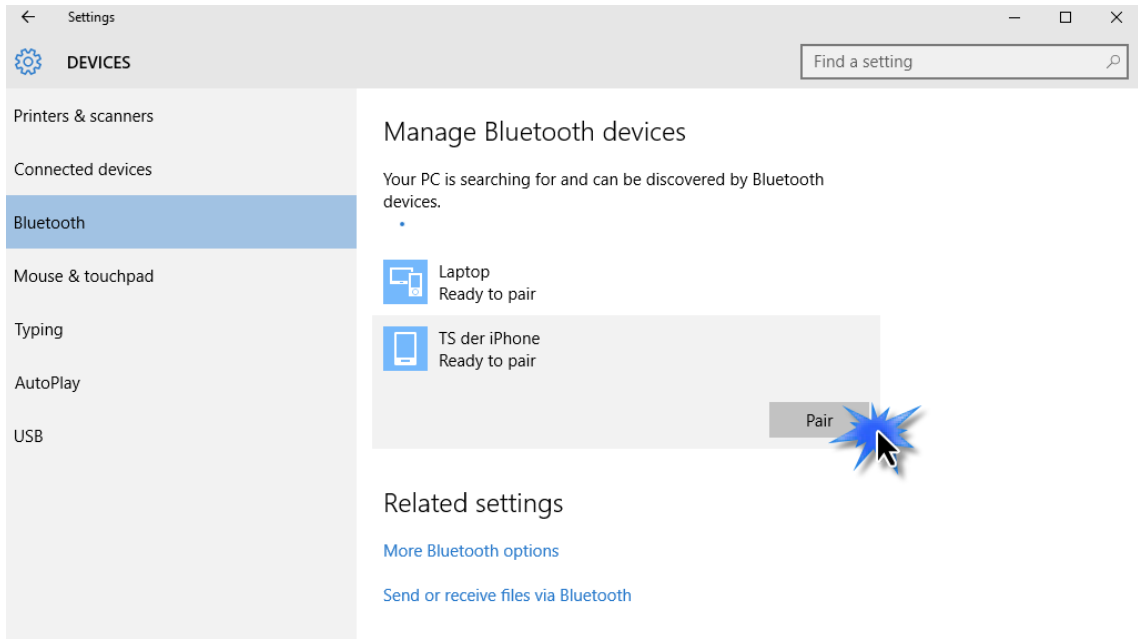 Settings
DEVICES
Find a setting
Printers & scanners
Connected devices
Bluetooth
Mouse & touchpad
Typing
AutoPlay
USB
Manage Bluetooth devices
Your PC is searching for and can be discovered by Bluetooth
devices.
Laptop
Ready to pair
TS der iPhone
Ready to pair
Pair
Related settings
More Bluetooth options
Send or receive files via Bluetooth